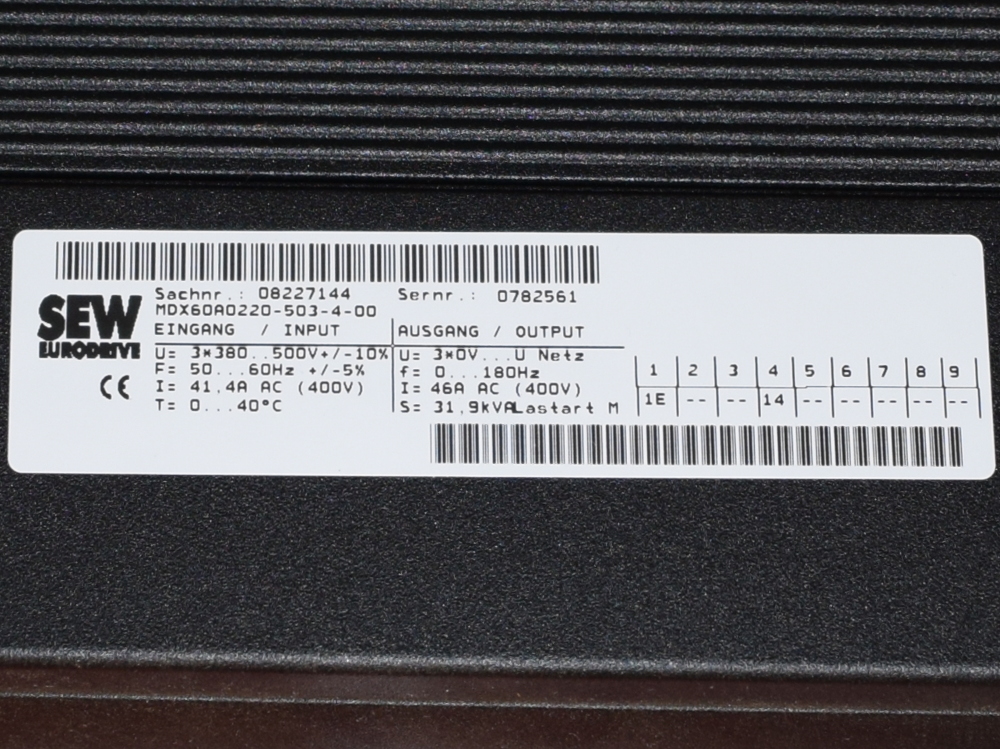 Sachnr.: 08227144 Sernr.: 0782561
MDX60A0220-503-4-00
SEW
EURODRIVE
EINGANG / INPUT
U= 3*380..500V+/-10%
F= 50...60Hz +/-5%
I= 41.4A AC (400V)
T= 0...40°C
AUSGANG / OUTPUT
U= 3*0V...U Netz
f= 0...180Hz
I= 46A AC (400V)
S= 31.9kVA Lastart M
CE
1 2 3 4 5 6 7 8 9
1E -- -- 14 -- -- -- -- --